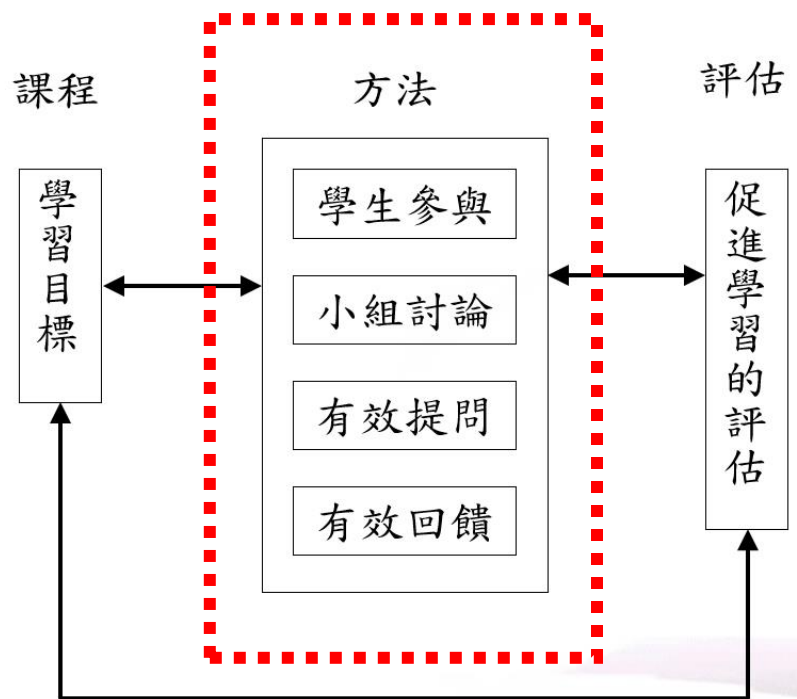 課程
學習目標
方法
學生參與
小組討論
有效提問
有效回饋
評估
促進學習的評估